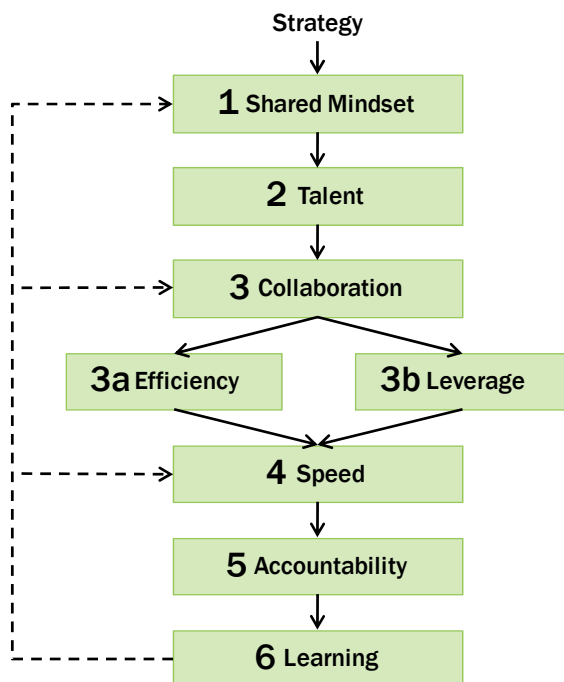 Strategy
1 Shared Mindset
2 Talent
3 Collaboration
3a Efficiency
3b Leverage
4 Speed
5 Accountability
6 Learning